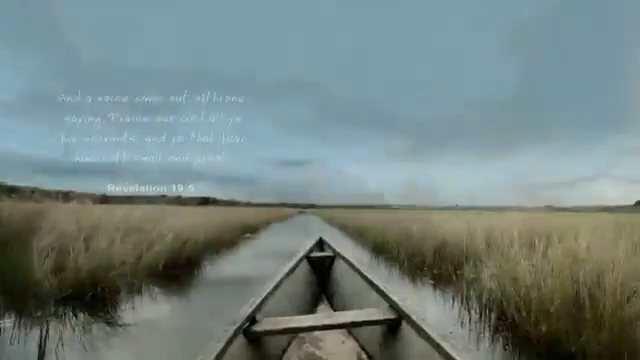 And a voice came out of throne
saying Praise our God all ye
his servants and ye that fear
him both small and great
Revelation 19:5